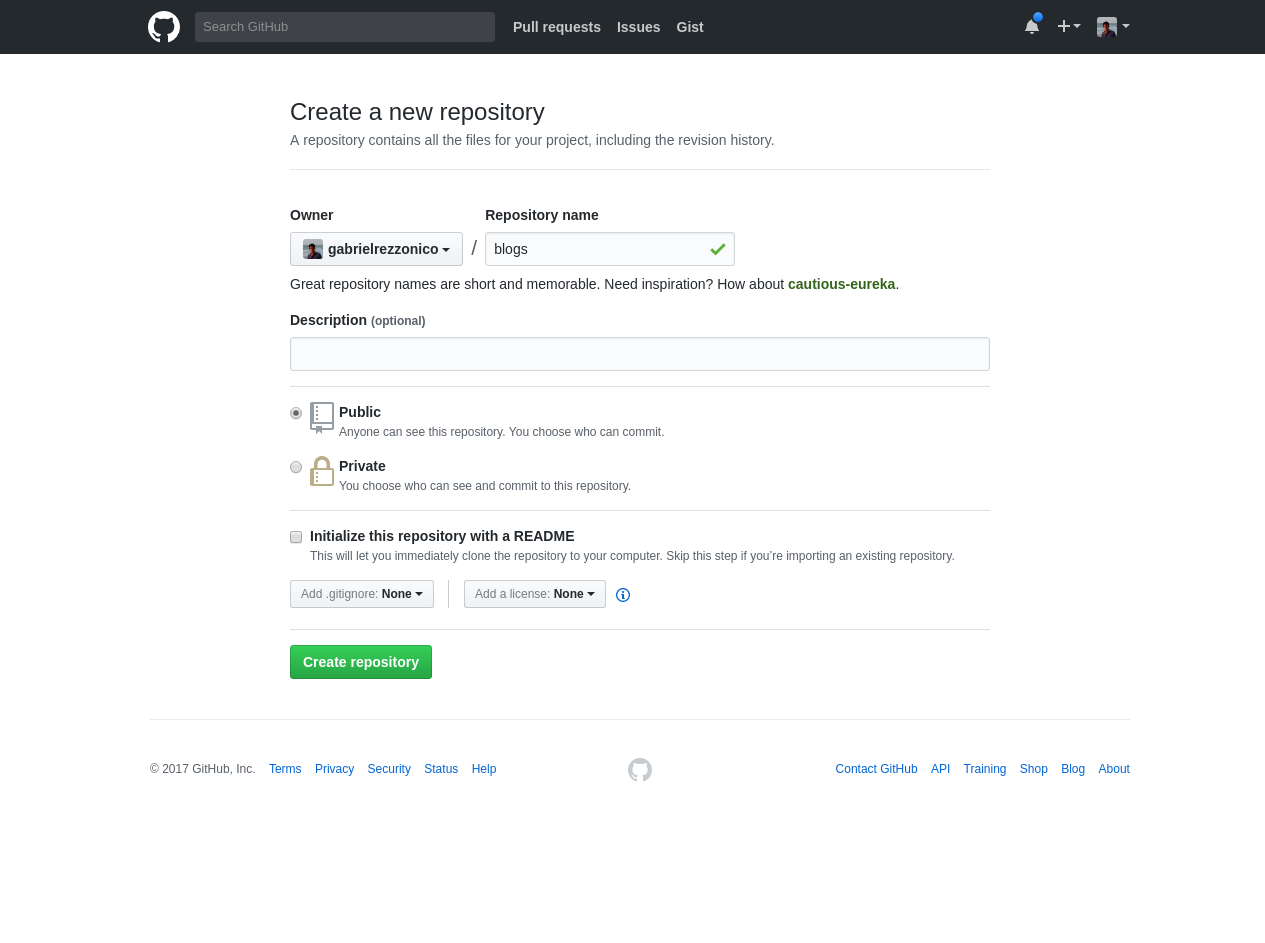 Search GitHub Pull requests Issues Gist
Create a new repository
A repository contains all the files for your project, including the revision history.
Owner Repository name
gabrielrezzonico / blogs
Great repository names are short and memorable. Need inspiration? How about cautious-eureka.
Description (optional)
Public
Anyone can see this repository. You choose who can commit.
Private
You choose who can see and commit to this repository.
Initialize this repository with a README
This will let you immediately clone the repository to your computer. Skip this step if you’re importing an existing repository.
Add .gitignore: None Add a license: None
Create repository
© 2017 GitHub, Inc. Terms Privacy Security Status Help Contact GitHub API Training Shop Blog About